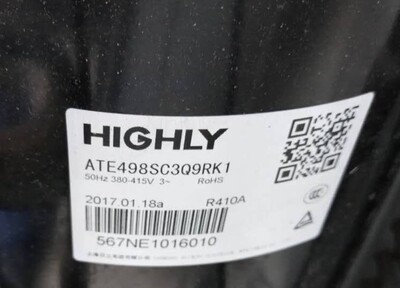 HIGHLY
ATE498SC3Q9RK1
50Hz 380-415V 3~ RoHS
2017.01.18a R410A
567NE1016010